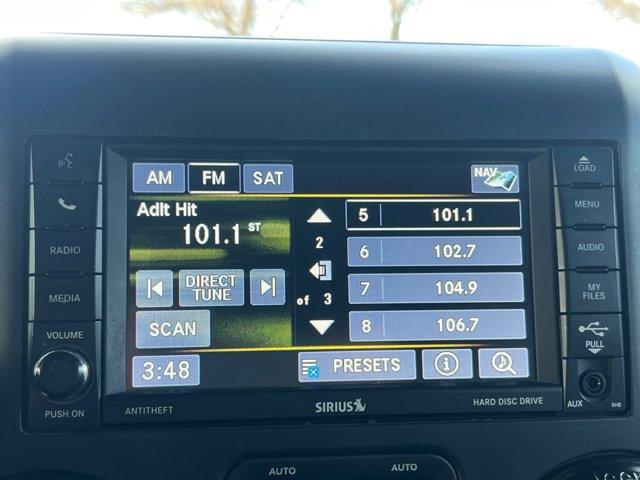 AM FM SAT NAV
Adlt Hit
101.1 ST
5 101.1
2
6 102.7
DIRECT
TUNE
7 104.9
of 3
SCAN
8 106.7
3:48
PRESETS
RADIO
MEDIA
VOLUME
PUSH ON
LOAD
MENU
AUDIO
MY
FILES
PULL
AUX
RHB
ANTITHEFT
SIRIUS
HARD DISC DRIVE
AUTO
AUTO